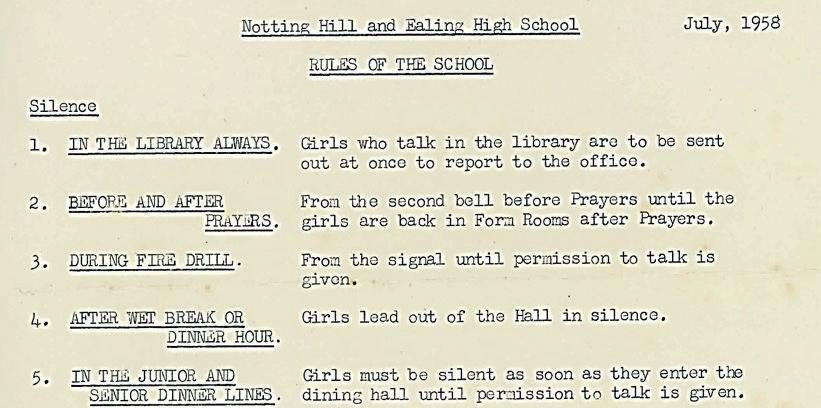 Notting Hill and Ealing High School July, 1958
RULES OF THE SCHOOL
Silence
1. IN THE LIBRARY ALWAYS. Girls who talk in the library are to be sent
out at once to report to the office.
2. BEFORE AND AFTER From the second bell before Prayers until the
PRAYERS. girls are back in Form Rooms after Prayers.
3. DURING FIRE DRILL. From the signal until permission to talk is
given.
4. AFTER WET BREAK OR Girls lead out of the Hall in silence.
DINNER HOUR.
5. IN THE JUNIOR AND Girls must be silent as soon as they enter the
SENIOR DINNER LINES. dining hall until permission to talk is given.